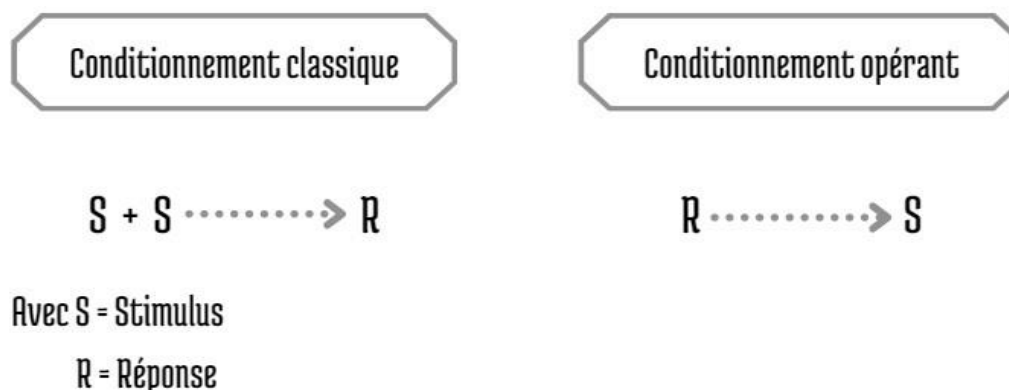 Conditionnement classique
Conditionnement opérant
S + S → R
R → S
Avec S = Stimulus
R = Réponse